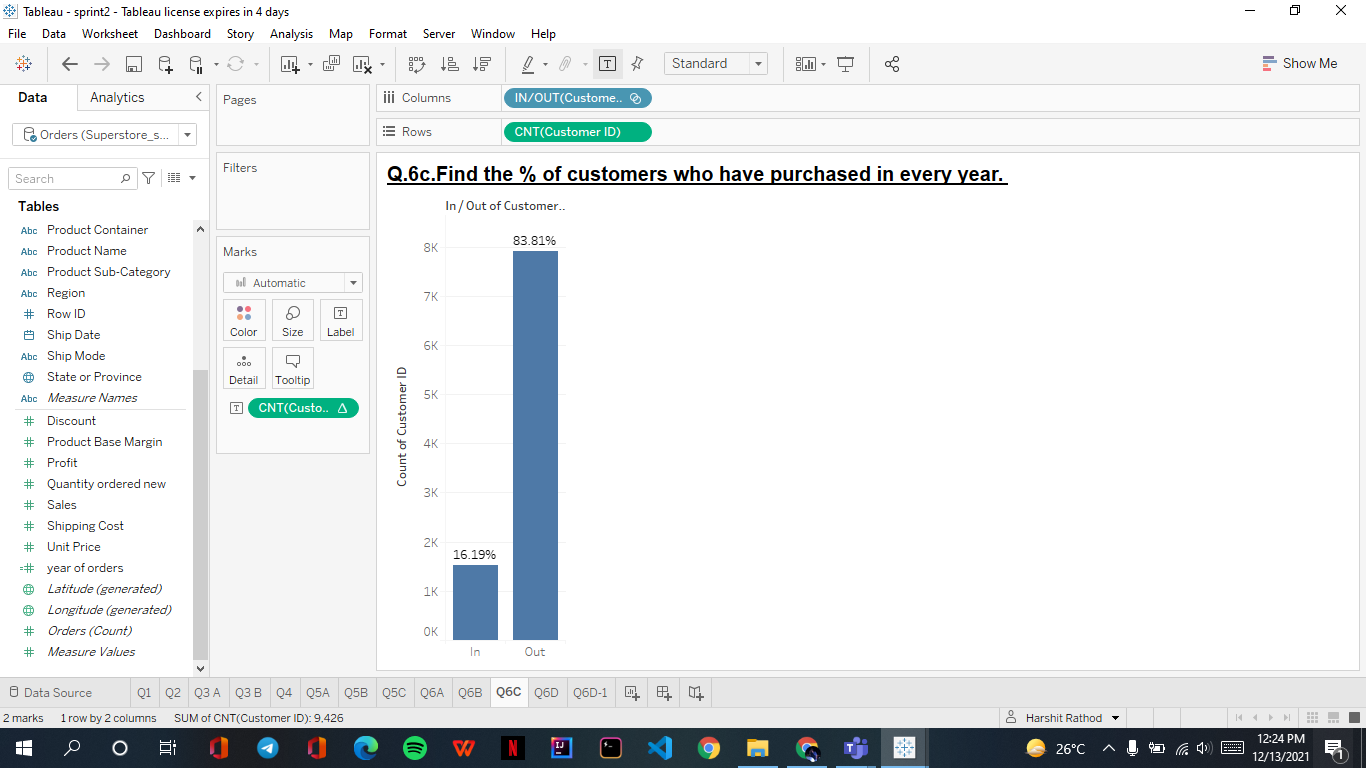 Tableau - sprint2 - Tableau license expires in 4 days
File Data Worksheet Dashboard Story Analysis Map Format Server Window Help
Standard
Show Me
Data Analytics
Orders (Superstore_s...
Search
Tables
Abc Product Container
Abc Product Name
Abc Product Sub-Category
Abc Region
# Row ID
Ship Date
Abc Ship Mode
State or Province
Abc Measure Names
# Discount
# Product Base Margin
# Profit
# Quantity ordered new
# Sales
# Shipping Cost
# Unit Price
=# year of orders
Latitude (generated)
Longitude (generated)
# Orders (Count)
# Measure Values
Pages
Filters
Marks
Automatic
Color Size Label
Detail Tooltip
T CNT(Custo.. Δ
Columns IN/OUT(Custome..
Rows CNT(Customer ID)
Q.6c.Find the % of customers who have purchased in every year.
In / Out of Customer..
83.81%
8K
7K
6K
5K
4K
3K
2K
1K
0K
Count of Customer ID
16.19%
In Out
Data Source Q1 Q2 Q3 A Q3 B Q4 Q5A Q5B Q5C Q6A Q6B Q6C Q6D Q6D-1
2 marks 1 row by 2 columns SUM of CNT(Customer ID): 9,426
Harshit Rathod
26°C
12:24 PM
12/13/2021
1